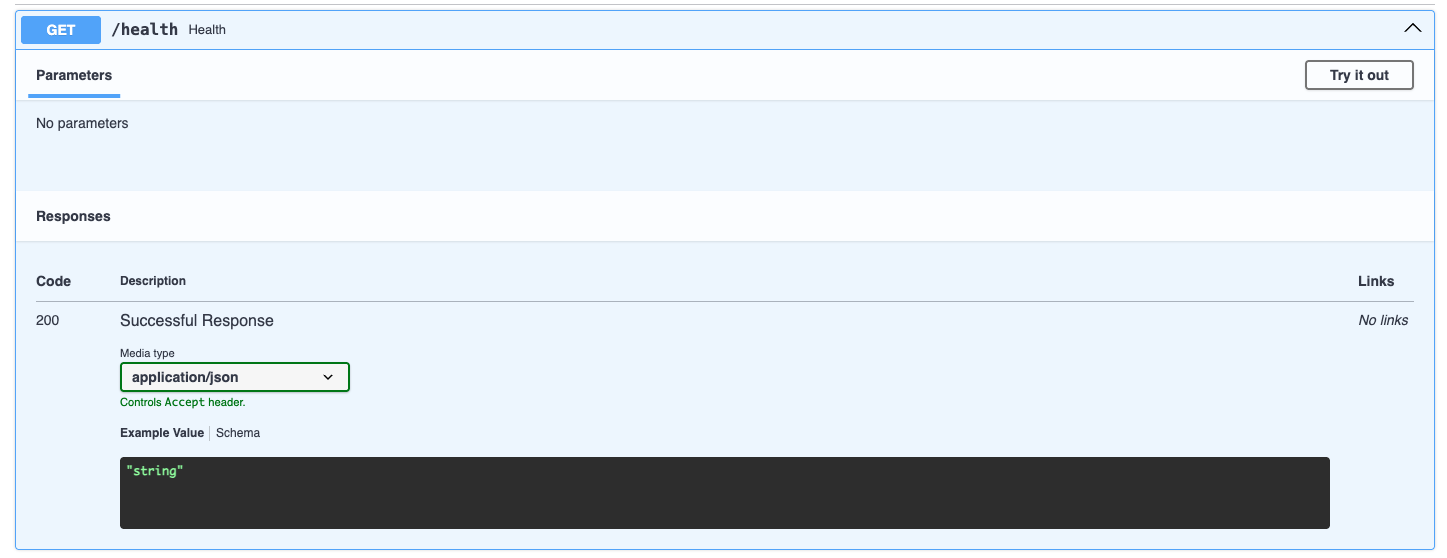 GET /health Health
Parameters
Try it out
No parameters
Responses
Code Description Links
200 Successful Response No links
Media type
application/json
Controls Accept header.
Example Value Schema
"string"